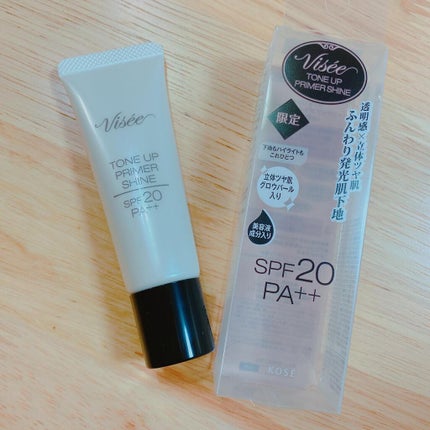 Visée
TONE UP
PRIMER
SHINE
SPF20
PA++
Visée
TONE UP
PRIMER SHINE
限定
下地もハイライトも
これひとつ
立体ツヤ肌
グロウパール
入り
美容液
成分入り
透明感×立体ツヤ肌
ふんわり発光肌下地
SPF20
PA++
KOSÉ